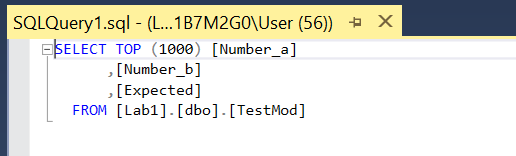 SQLQuery1.sql - (L...1B7M2G0\User (56))
SELECT TOP (1000) [Number_a]
,[Number_b]
,[Expected]
FROM [Lab1].[dbo].[TestMod]